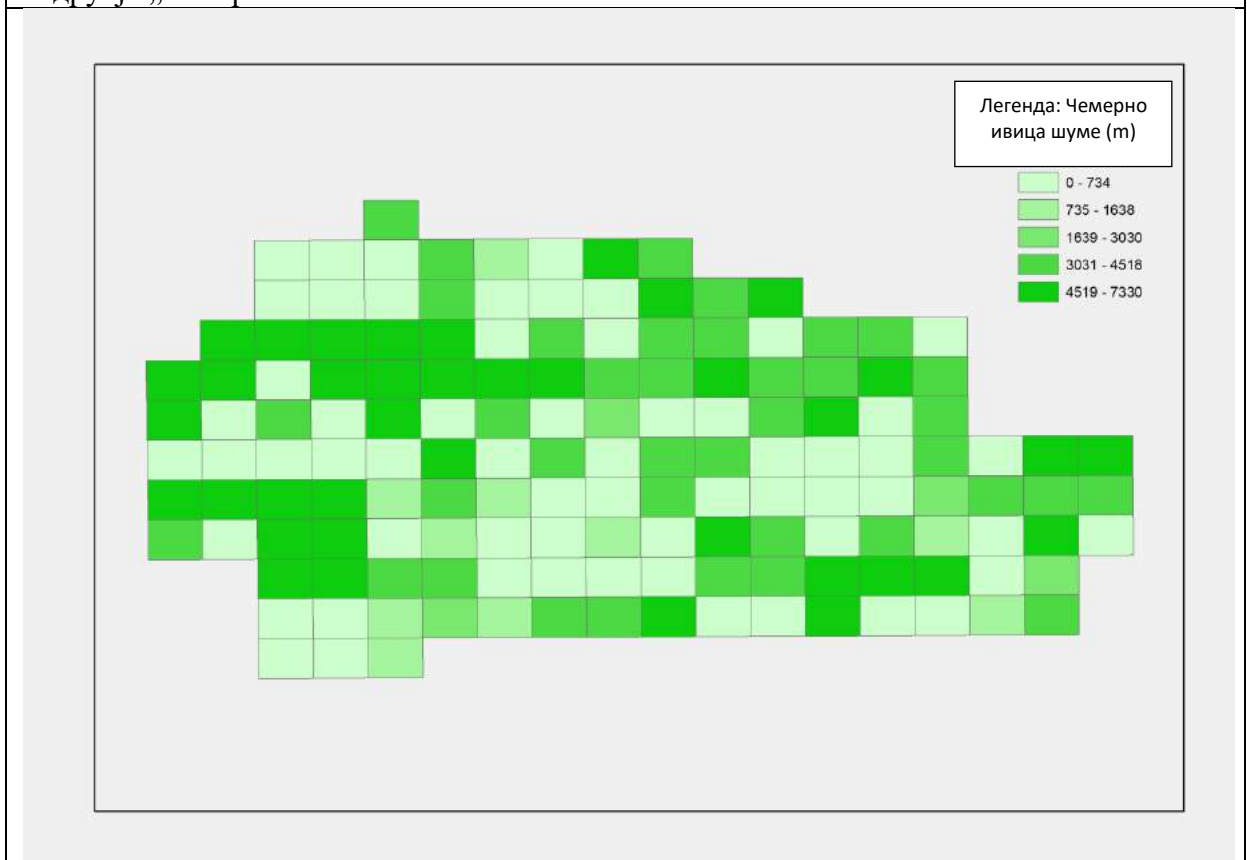 Легенда: Чемерно
ивица шуме (m)
0 - 734
735 - 1638
1639 - 3030
3031 - 4518
4519 - 7330